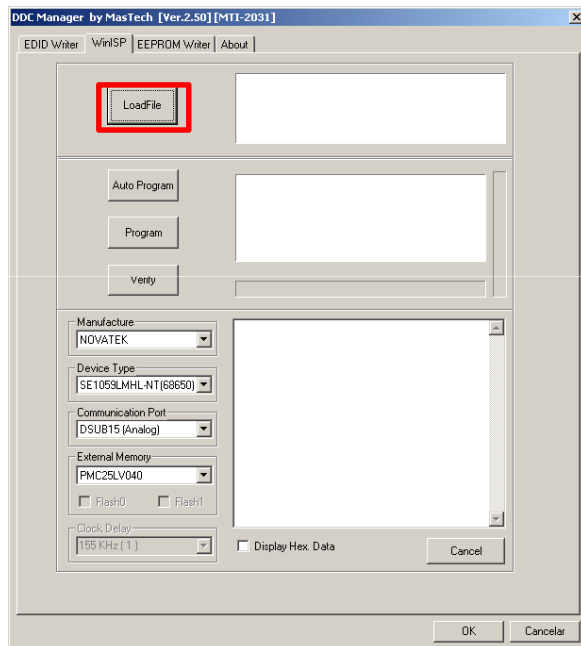 DDC Manager by MasTech [Ver.2.50] [MTI-2031]
EDID Writer WinISP EEPROM Writer About
LoadFile
Auto Program
Program
Verity
Manufacture
NOVATEK
Device Type
SE1059LMHL-NT(68650)
Communication Port
DSUB15 (Analog)
External Memory
PMC25LV040
Flash0 Flash1
Clock Delay
155 KHz ( 1 )
Display Hex. Data
Cancel
OK Cancelar